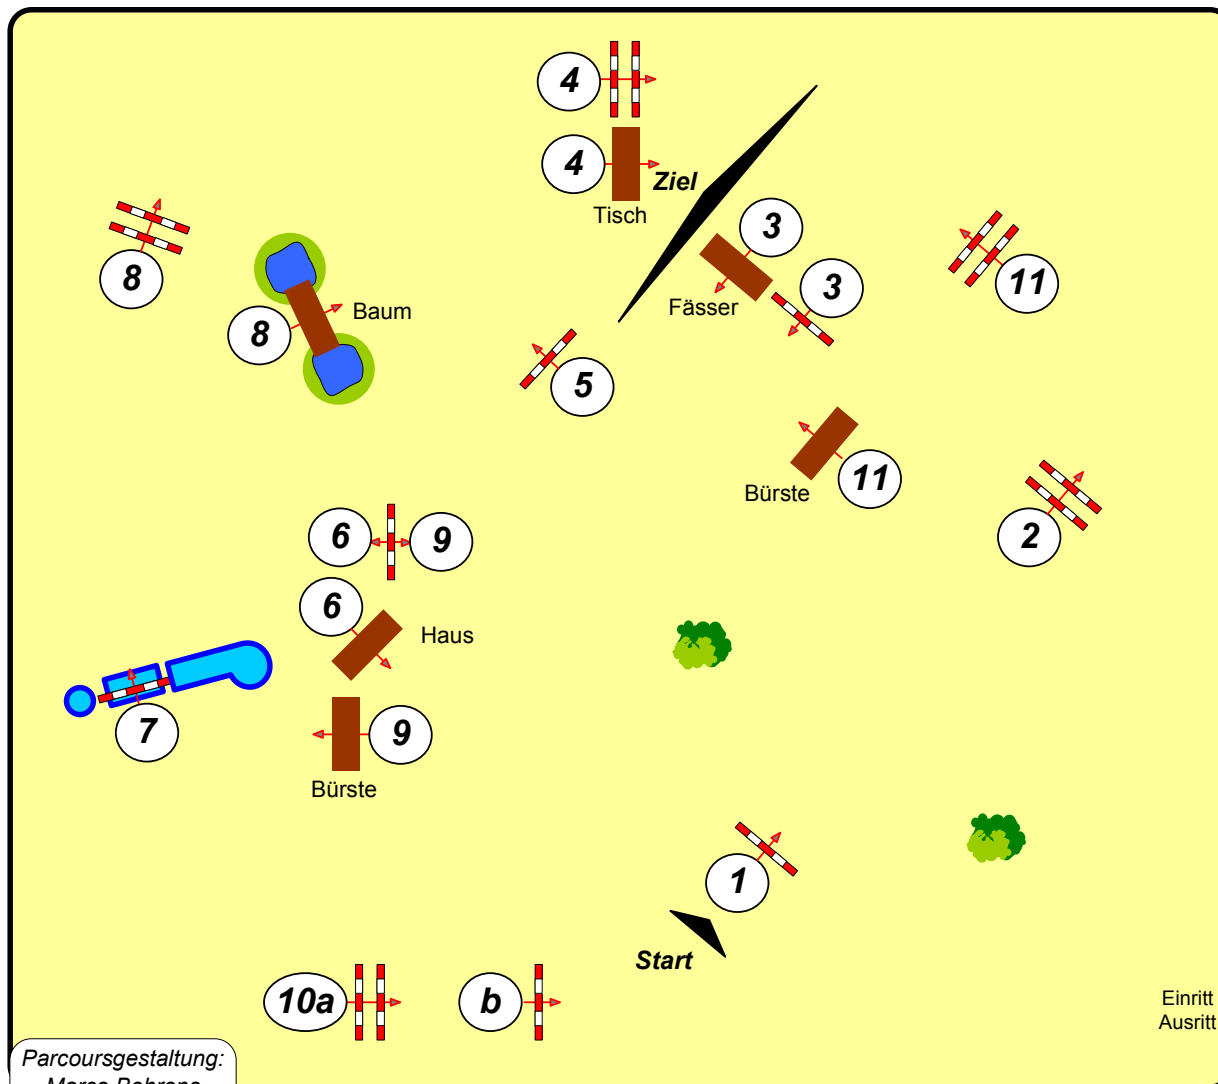 4
4
Ziel
Tisch
3
3
Fässer
8
8
Baum
11
5
11
Bürste
2
6
9
6
Haus
7
9
Bürste
1
Start
10a
b
Einritt
Ausritt
Parcoursgestaltung: